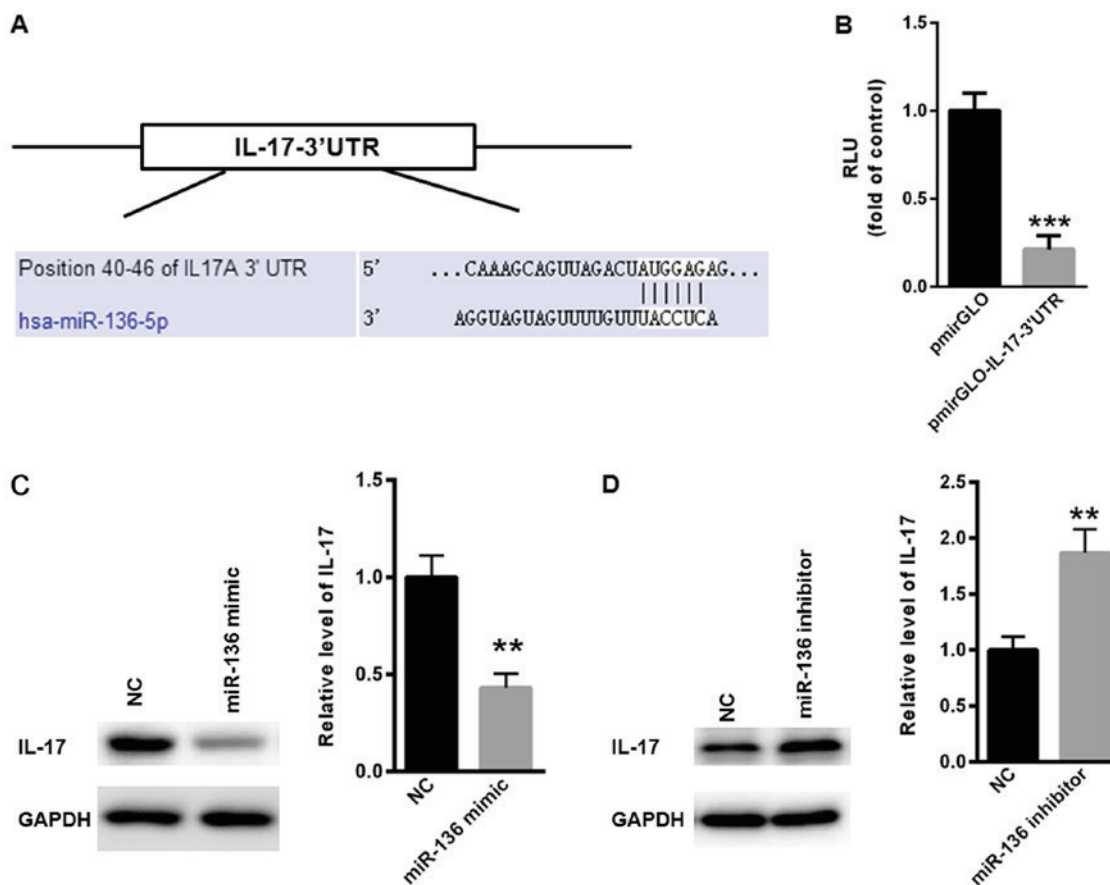 A
IL-17-3'UTR
Position 40-46 of IL17A 3' UTR 5' ...CAAAGCAGUUAGACUAUGGAGAG...
hsa-miR-136-5p 3' AGGUAGUAGUUUUGUUUACCUCA
B
RLU
(fold of control)
1.5
1.0
0.5
0.0
***
pmirGLO
pmirGLO-IL-17-3'UTR
C
NC
miR-136 mimic
IL-17
GAPDH
Relative level of IL-17
1.5
1.0
0.5
0.0
**
NC
miR-136 mimic
D
NC
miR-136 inhibitor
IL-17
GAPDH
Relative level of IL-17
2.5
2.0
1.5
1.0
0.5
0.0
**
NC
miR-136 inhibitor